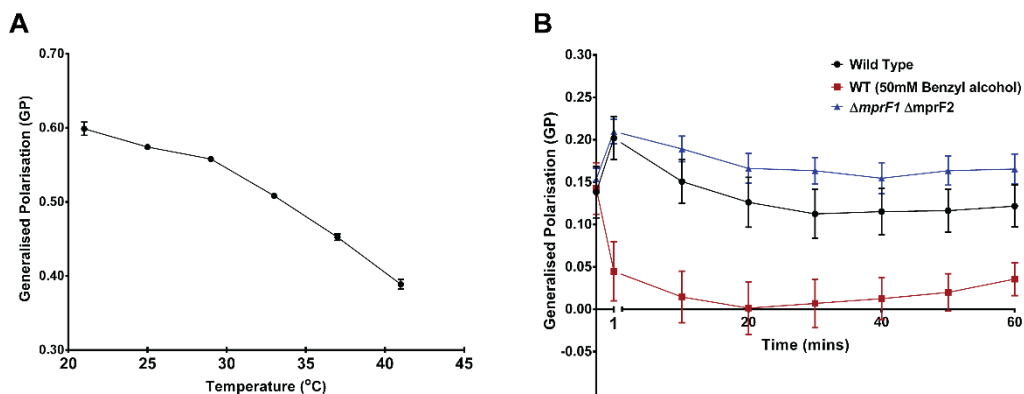 A
Generalised Polarisation (GP)
0.70
0.60
0.50
0.40
0.30
20
25
30
35
40
45
Temperature (°C)
B
Generalised Polarisation (GP)
0.30
0.25
0.20
0.15
0.10
0.05
0.00
-0.05
1
20
40
60
Time (mins)
Wild Type
WT (50mM Benzyl alcohol)
ΔmprF1 ΔmprF2